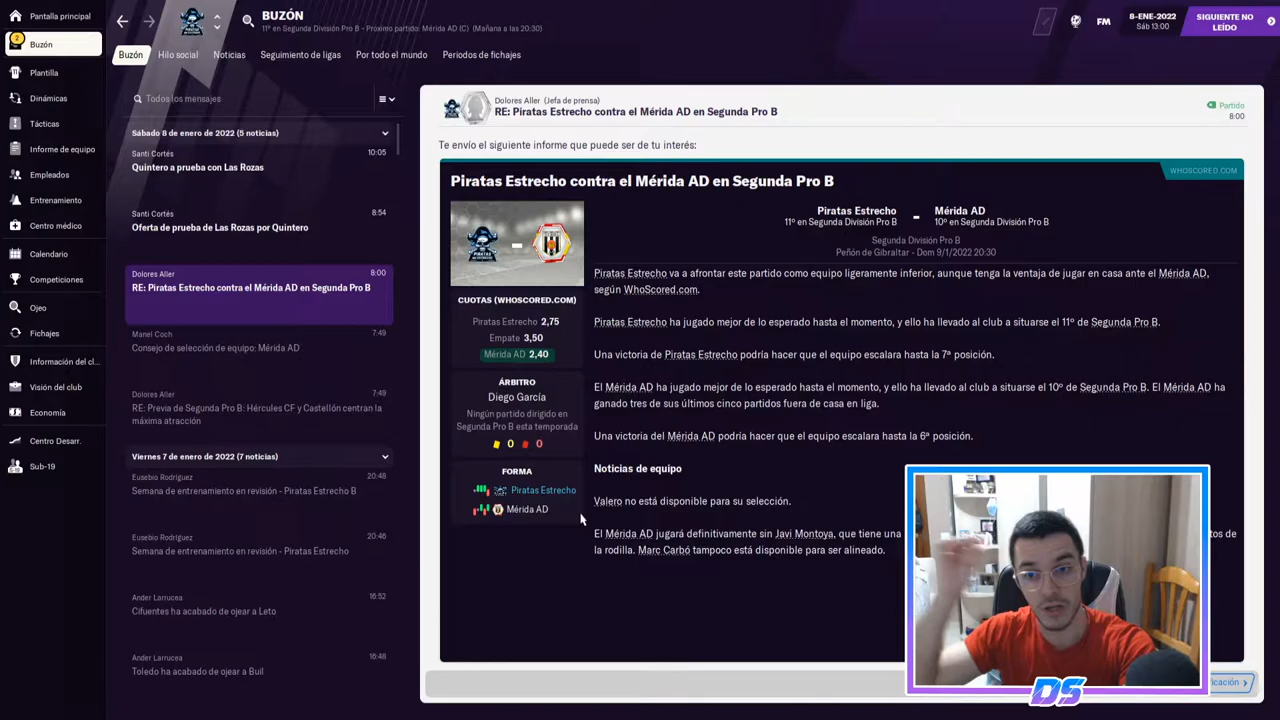 Pantalla principal
2
Buzón
Plantilla
Dinámicas
Tácticas
Informe de equipo
Empleados
Entrenamiento
Centro médico
Calendario
Competiciones
Ojeo
Fichajes
Información del cl...
Visión del club
Economía
Centro Desarr.
Sub-19
BUZÓN
11º en Segunda División Pro B - Próximo partido: Mérida AD (C) (Mañana a las 20:30)
FM
8-ENE-2022
Sáb 13:00
SIGUIENTE NO
LEÍDO
Buzón
Hilo social
Noticias
Seguimiento de ligas
Por todo el mundo
Periodos de fichajes
Todos los mensajes
Sábado 8 de enero de 2022 (5 noticias)
Santi Cortés 10:05
Quintero a prueba con Las Rozas
Santi Cortés 8:54
Oferta de prueba de Las Rozas por Quintero
Dolores Aller 8:00
RE: Piratas Estrecho contra el Mérida AD en Segunda Pro B
Manel Coch 7:49
Consejo de selección de equipo: Mérida AD
Dolores Aller 7:49
RE: Previa de Segunda Pro B: Hércules CF y Castellón centran la
máxima atracción
Viernes 7 de enero de 2022 (7 noticias)
Eusebio Rodríguez 20:48
Semana de entrenamiento en revisión - Piratas Estrecho B
Eusebio Rodríguez 20:46
Semana de entrenamiento en revisión - Piratas Estrecho
Ander Larrucea 16:52
Cifuentes ha acabado de ojear a Leto
Ander Larrucea 16:48
Toledo ha acabado de ojear a Buil
Dolores Aller (Jefa de prensa)
RE: Piratas Estrecho contra el Mérida AD en Segunda Pro B
Partido
8:00
Te envío el siguiente informe que puede ser de tu interés:
WHOSCORED.COM
Piratas Estrecho contra el Mérida AD en Segunda Pro B
Piratas Estrecho - Mérida AD
11º en Segunda División Pro B 10º en Segunda División Pro B
Segunda División Pro B
Peñón de Gibraltar - Dom 9/1/2022 20:30
CUOTAS (WHOSCORED.COM)
Piratas Estrecho 2,75
Empate 3,50
Mérida AD 2,40
ÁRBITRO
Diego García
Ningún partido dirigido en
Segunda Pro B esta temporada
0 0
FORMA
Piratas Estrecho
Mérida AD
Piratas Estrecho va a afrontar este partido como equipo ligeramente inferior, aunque tenga la ventaja de jugar en casa ante el Mérida AD,
según WhoScored.com.
Piratas Estrecho ha jugado mejor de lo esperado hasta el momento, y ello ha llevado al club a situarse el 11º de Segunda Pro B.
Una victoria de Piratas Estrecho podría hacer que el equipo escalara hasta la 7ª posición.
El Mérida AD ha jugado mejor de lo esperado hasta el momento, y ello ha llevado al club a situarse el 10º de Segunda Pro B. El Mérida AD ha
ganado tres de sus últimos cinco partidos fuera de casa en liga.
Una victoria del Mérida AD podría hacer que el equipo escalara hasta la 6ª posición.
Noticias de equipo
Valero no está disponible para su selección.
El Mérida AD jugará definitivamente sin Javi Montoya, que tiene una tos de
la rodilla. Marc Carbó tampoco está disponible para ser alineado.
icación
DS